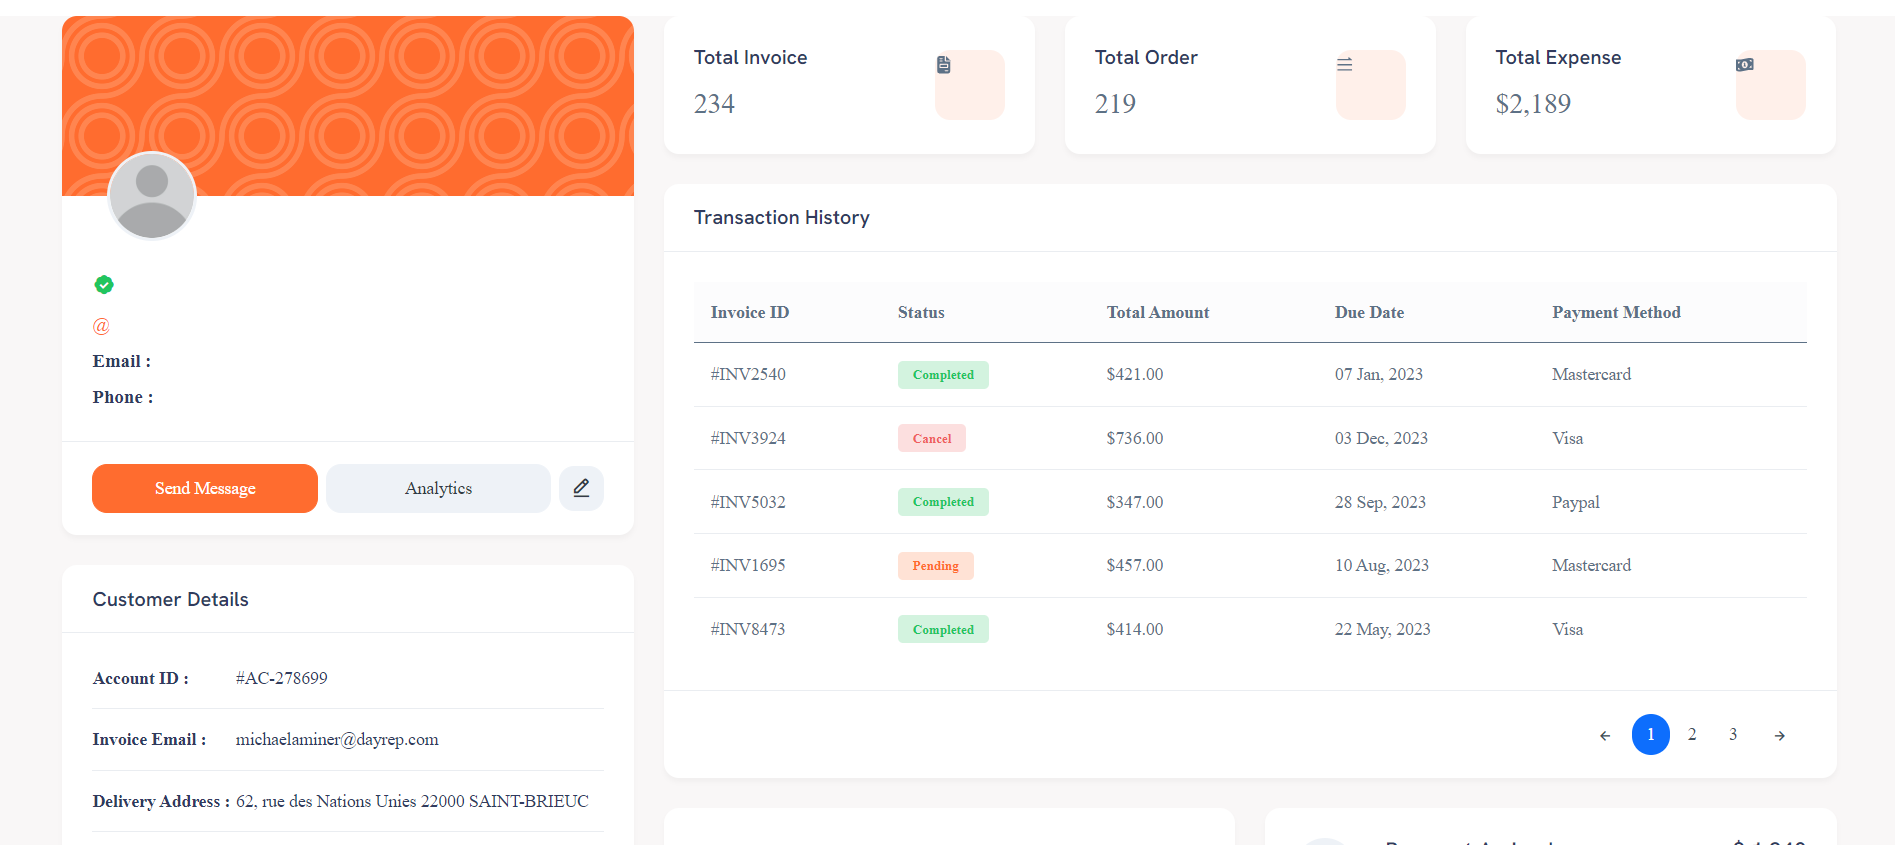 Total Invoice
234
Total Order
219
Total Expense
$2,189
@
Email :
Phone :
Send Message
Analytics
Customer Details
Account ID : #AC-278699
Invoice Email : michaelaminer@dayrep.com
Delivery Address : 62, rue des Nations Unies 22000 SAINT-BRIEUC
Transaction History
Invoice ID Status Total Amount Due Date Payment Method
#INV2540 Completed $421.00 07 Jan, 2023 Mastercard
#INV3924 Cancel $736.00 03 Dec, 2023 Visa
#INV5032 Completed $347.00 28 Sep, 2023 Paypal
#INV1695 Pending $457.00 10 Aug, 2023 Mastercard
#INV8473 Completed $414.00 22 May, 2023 Visa
← 1 2 3 →